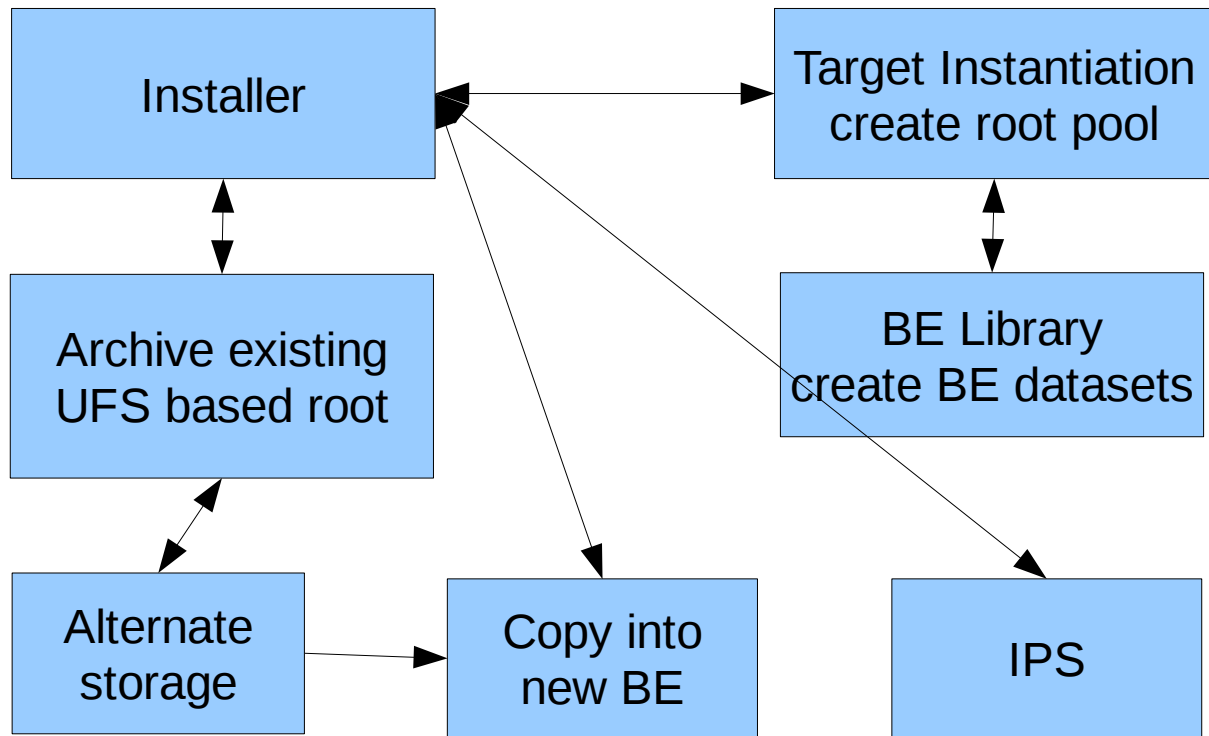 Installer
Target Instantiation
create root pool
Archive existing
UFS based root
BE Library
create BE datasets
Alternate
storage
Copy into
new BE
IPS